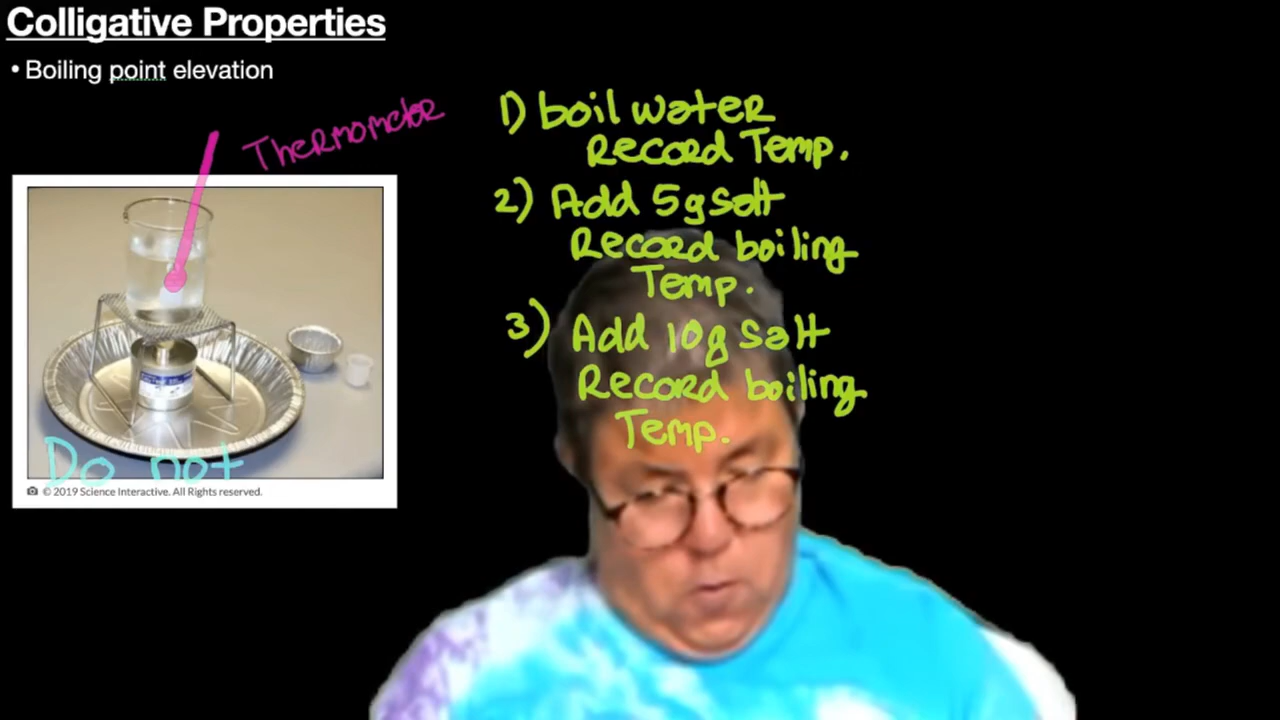 Colligative Properties
• Boiling point elevation
Thermometer
1) boil water
Record Temp.
2) Add 5g salt
Record boiling
Temp.
3) Add 10g salt
Record boiling
Temp.
Do not
© 2019 Science Interactive. All Rights reserved.